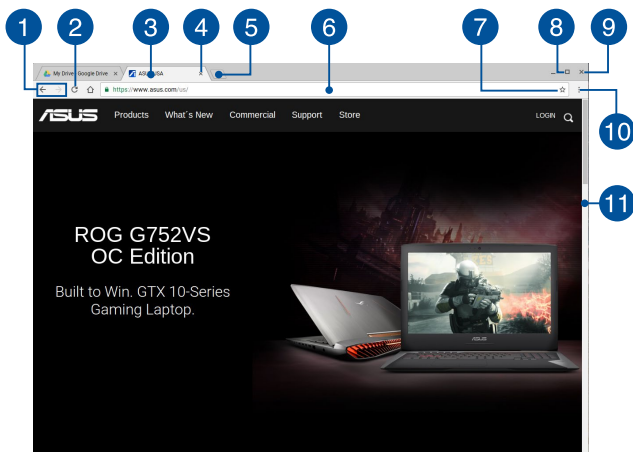 1 2 3 4 5 6 7 8 9
My Drive - Google Drive ASUS USA
https://www.asus.com/us/
10
ASUS Products What's New Commercial Support Store LOGIN
11
ROG G752VS
OC Edition
Built to Win. GTX 10-Series
Gaming Laptop.
ASUS